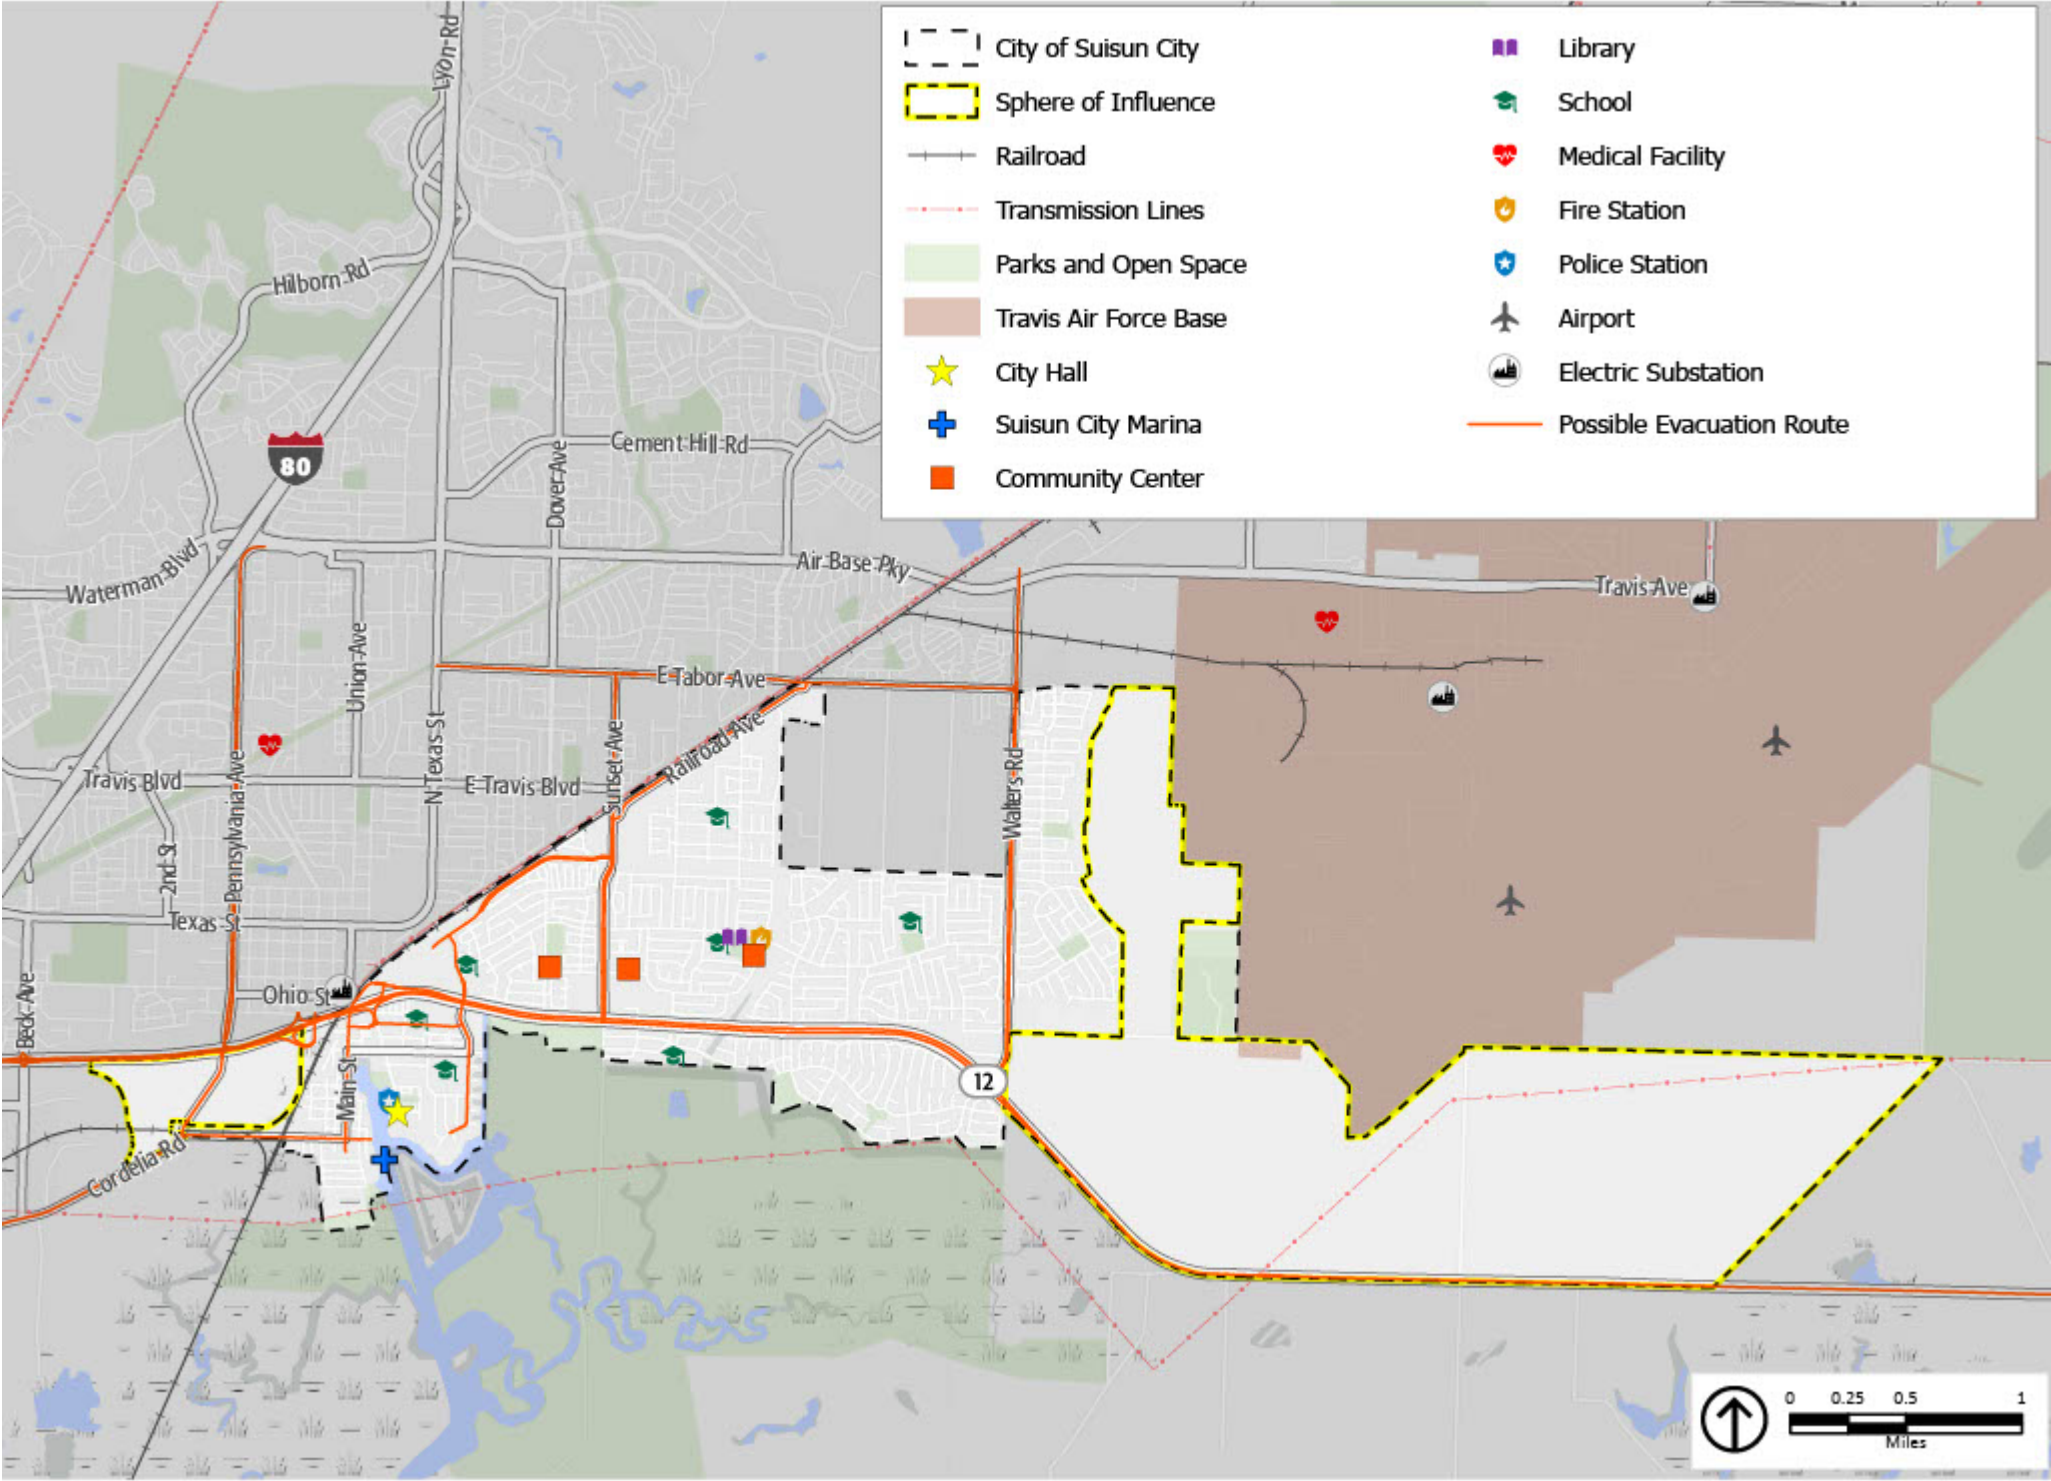 City of Suisun City
Sphere of Influence
Railroad
Transmission Lines
Parks and Open Space
Travis Air Force Base
City Hall
Suisun City Marina
Community Center
Library
School
Medical Facility
Fire Station
Police Station
Airport
Electric Substation
Possible Evacuation Route
Lyon Rd
Hilborn Rd
80
Cement Hill Rd
Dover Ave
Waterman Blvd
Air Base Pky
Travis Ave
Union Ave
E Tabor Ave
N Texas St
Sunset Ave
Railroad Ave
Walters Rd
Travis Blvd
E Travis Blvd
Pennsylvania Ave
2nd St
Texas St
Ohio St
Beck Ave
Main St
12
Cordelia Rd
0 0.25 0.5 1
Miles